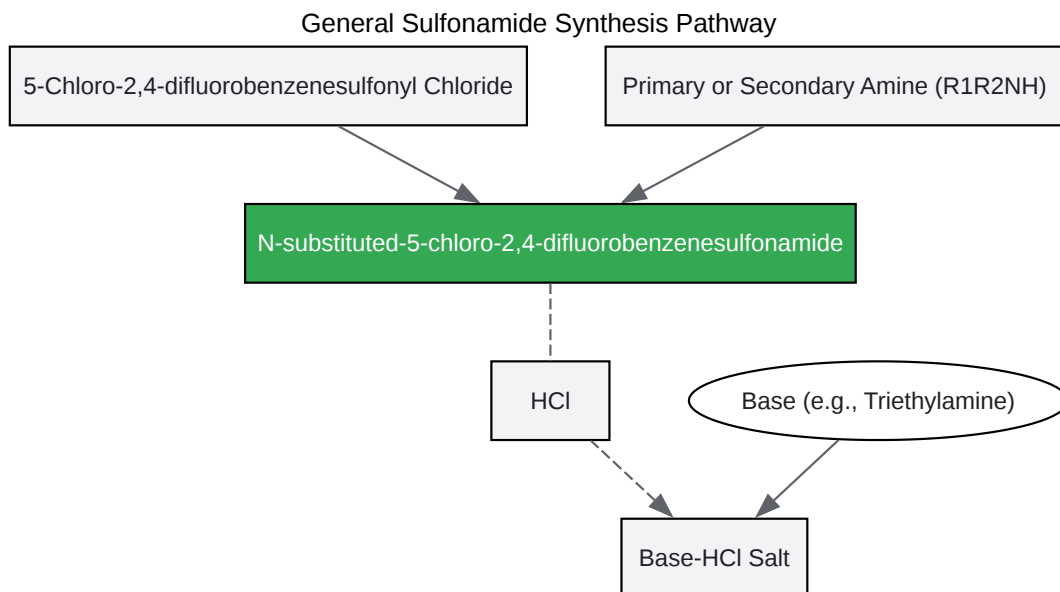 General Sulfonamide Synthesis Pathway
5-Chloro-2,4-difluorobenzenesulfonyl Chloride
Primary or Secondary Amine (R1R2NH)
N-substituted-5-chloro-2,4-difluorobenzenesulfonamide
HCl
Base (e.g., Triethylamine)
Base-HCl Salt